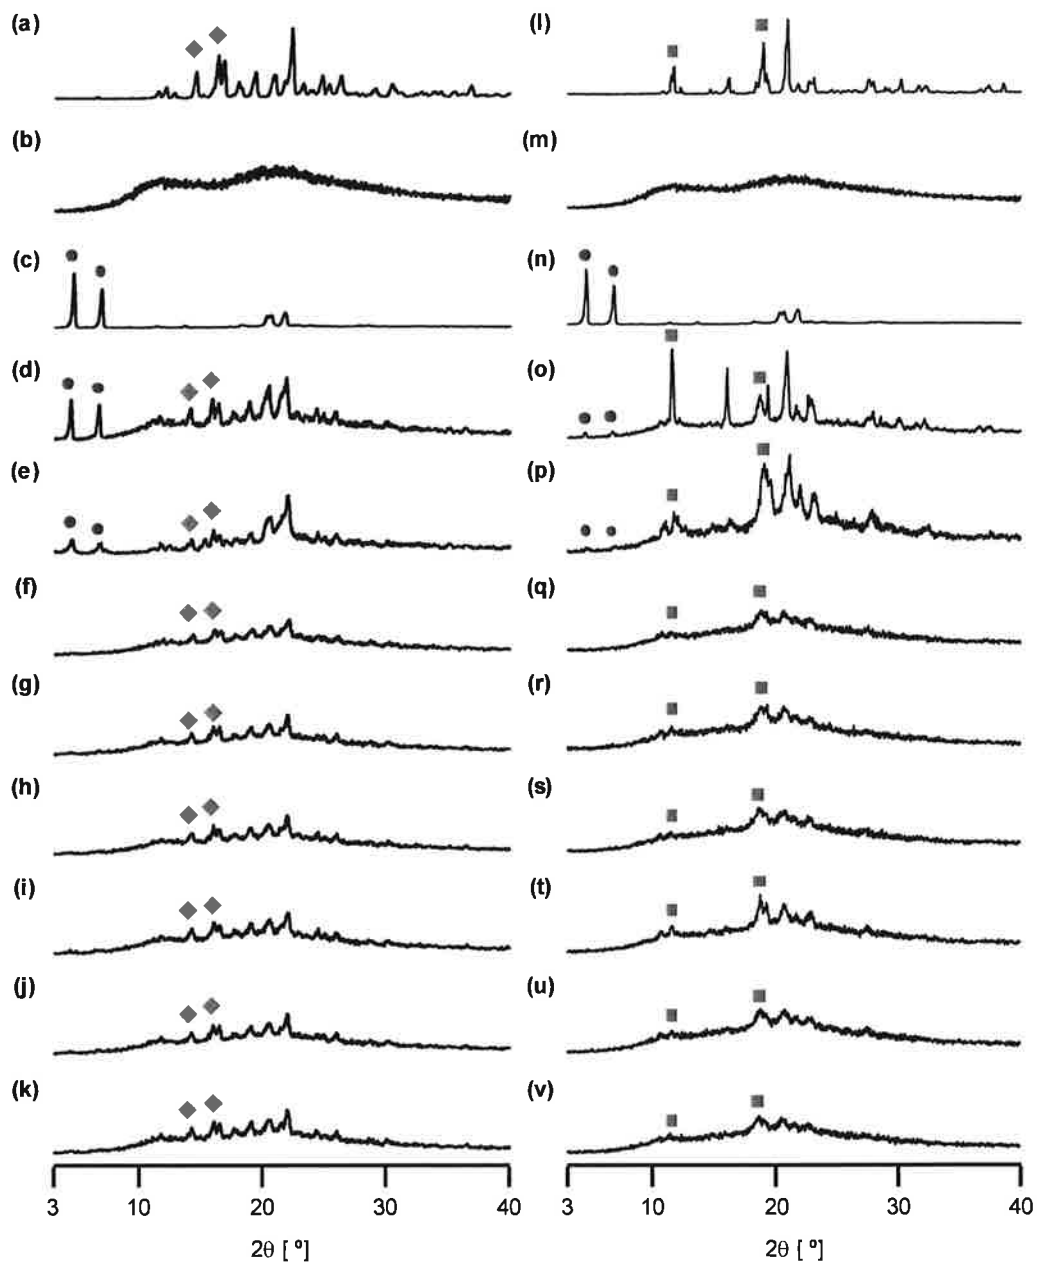 (a)
(b)
(c)
(d)
(e)
(f)
(g)
(h)
(i)
(j)
(k)
3 10 20 30 40
2θ [ º]
(l)
(m)
(n)
(o)
(p)
(q)
(r)
(s)
(t)
(u)
(v)
3 10 20 30 40
2θ [ º]